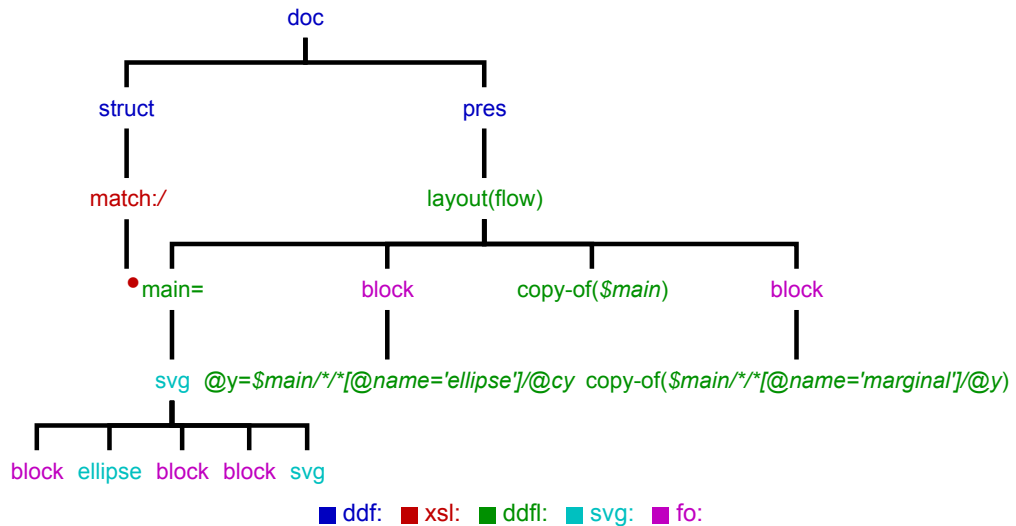 doc
struct pres
match:/ layout(flow)
main= block copy-of($main) block
svg @y=$main/*/*[@name='ellipse']/@cy copy-of($main/*/*[@name='marginal']/@y)
block ellipse block block svg
ddf: xsl: ddfl: svg: fo: